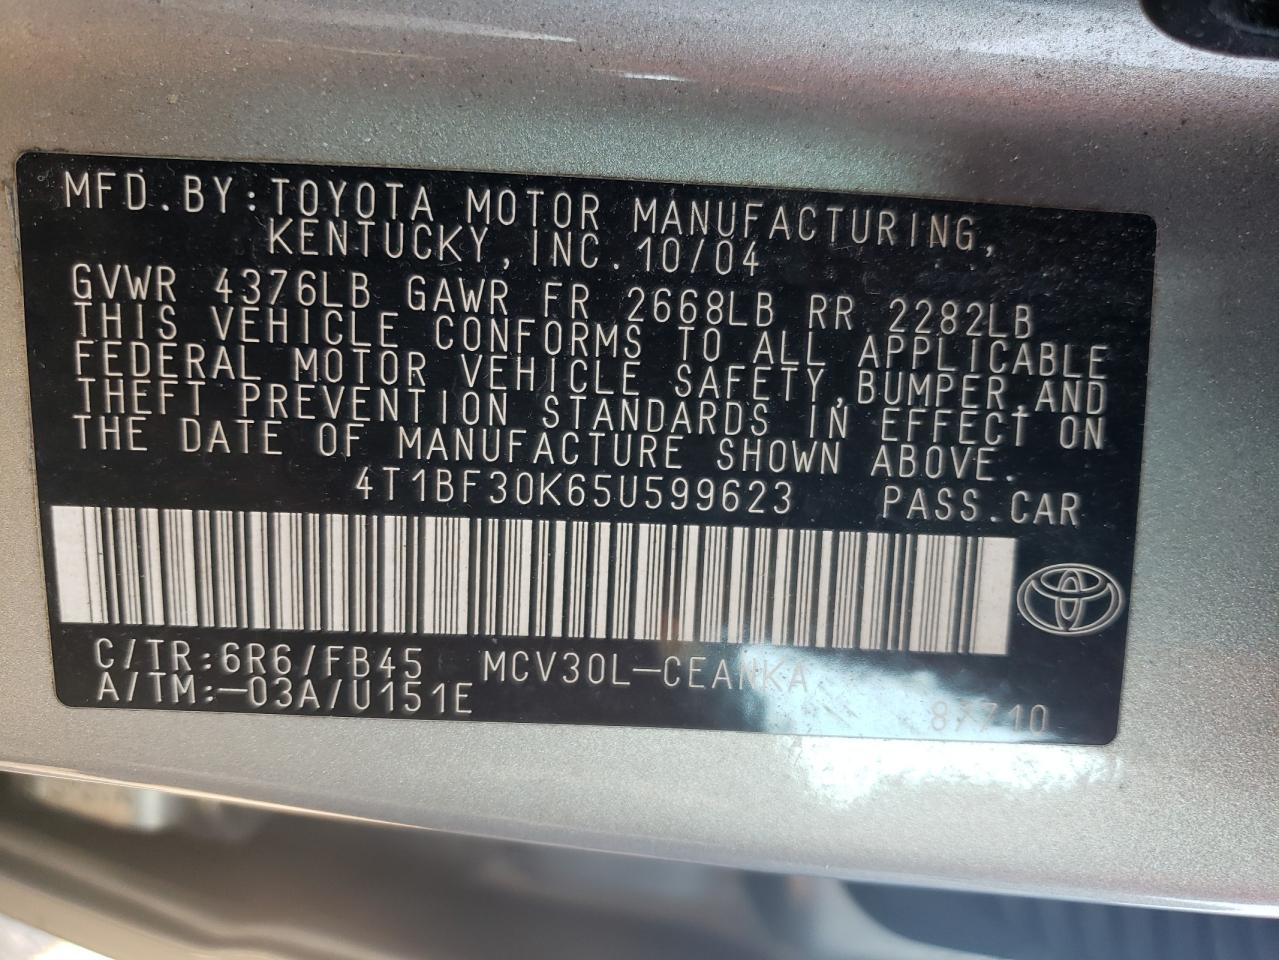 MFD.BY:TOYOTA MOTOR MANUFACTURING,
KENTUCKY,INC.10/04
GVWR 4376LB GAWR FR 2668LB RR 2282LB
THIS VEHICLE CONFORMS TO ALL APPLICABLE
FEDERAL MOTOR VEHICLE SAFETY,BUMPER,AND
THEFT PREVENTION STANDARDS IN EFFECT ON
THE DATE OF MANUFACTURE SHOWN ABOVE.
4T1BF30K65U599623 PASS.CAR
C/TR:6R6/FB45 MCV30L-CEANKA
A/TM:-03A/U151E